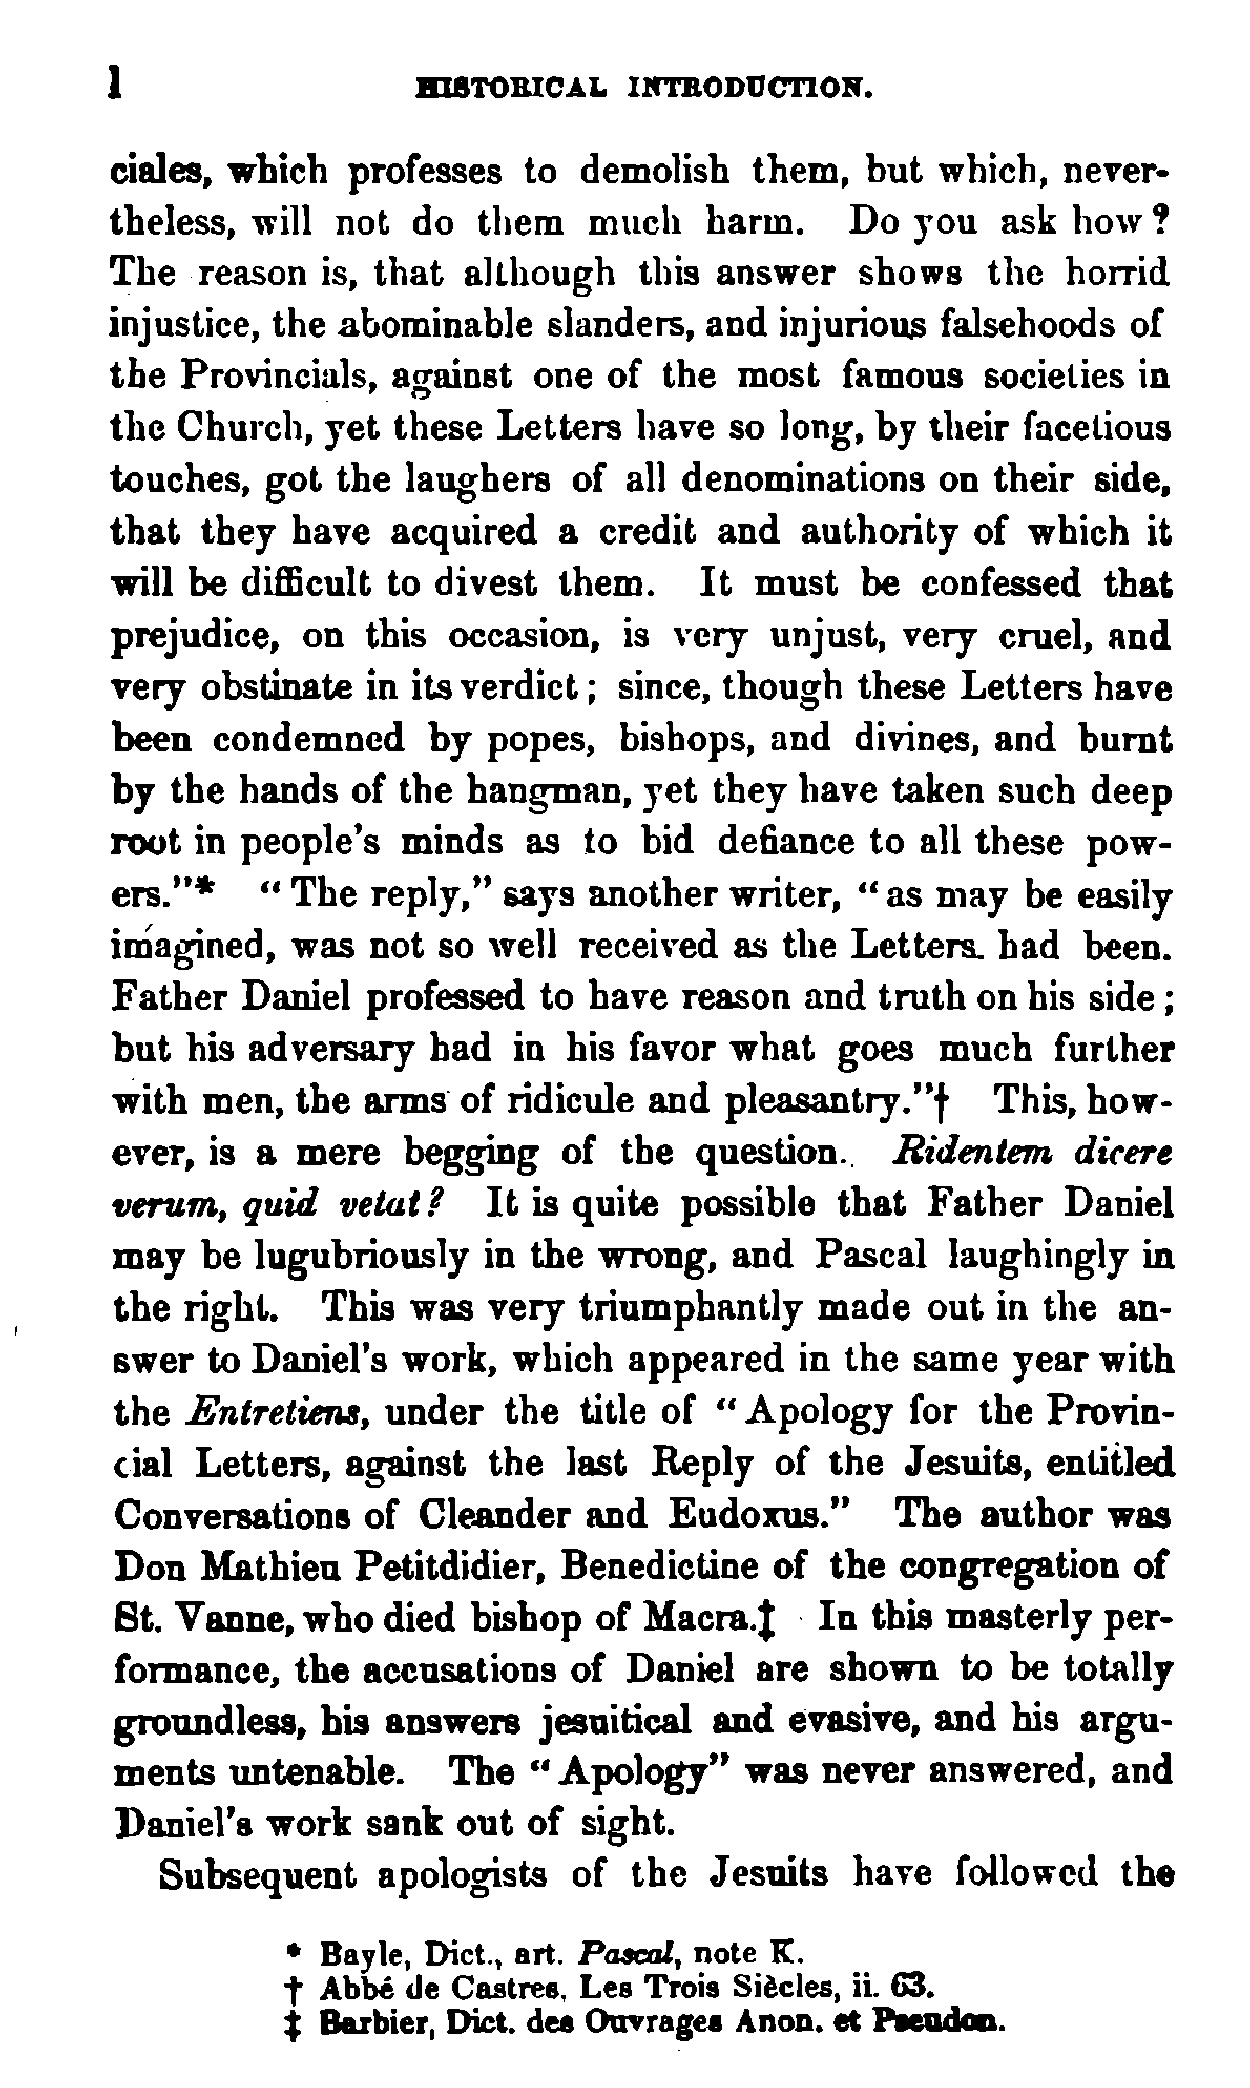 l HISTORICAL INTRODUCTION.
ciales, which professes to demolish them, but which, never-
theless, will not do them much harm. Do you ask how?
The reason is, that although this answer shows the horrid
injustice, the abominable slanders, and injurious falsehoods of
the Provincials, against one of the most famous societies in
the Church, yet these Letters have so long, by their facetious
touches, got the laughers of all denominations on their side,
that they have acquired a credit and authority of which it
will be difficult to divest them. It must be confessed that
prejudice, on this occasion, is very unjust, very cruel, and
very obstinate in its verdict; since, though these Letters have
been condemned by popes, bishops, and divines, and burnt
by the hands of the hangman, yet they have taken such deep
root in people's minds as to bid defiance to all these pow-
ers."* "The reply," says another writer, "as may be easily
imagined, was not so well received as the Letters had been.
Father Daniel professed to have reason and truth on his side;
but his adversary had in his favor what goes much further
with men, the arms of ridicule and pleasantry."† This, how-
ever, is a mere begging of the question. Ridentem dicere
verum, quid vetat? It is quite possible that Father Daniel
may be lugubriously in the wrong, and Pascal laughingly in
the right. This was very triumphantly made out in the an-
swer to Daniel's work, which appeared in the same year with
the Entretiens, under the title of "Apology for the Provin-
cial Letters, against the last Reply of the Jesuits, entitled
Conversations of Cleander and Eudoxus." The author was
Don Mathieu Petitdidier, Benedictine of the congregation of
St. Vanne, who died bishop of Macra.‡ In this masterly per-
formance, the accusations of Daniel are shown to be totally
groundless, his answers jesuitical and evasive, and his argu-
ments untenable. The "Apology" was never answered, and
Daniel's work sank out of sight.
Subsequent apologists of the Jesuits have followed the
* Bayle, Dict., art. Pascal, note K.
† Abbé de Castres, Les Trois Siècles, ii. 63.
‡ Barbier, Dict. des Ouvrages Anon. et Pseudon.